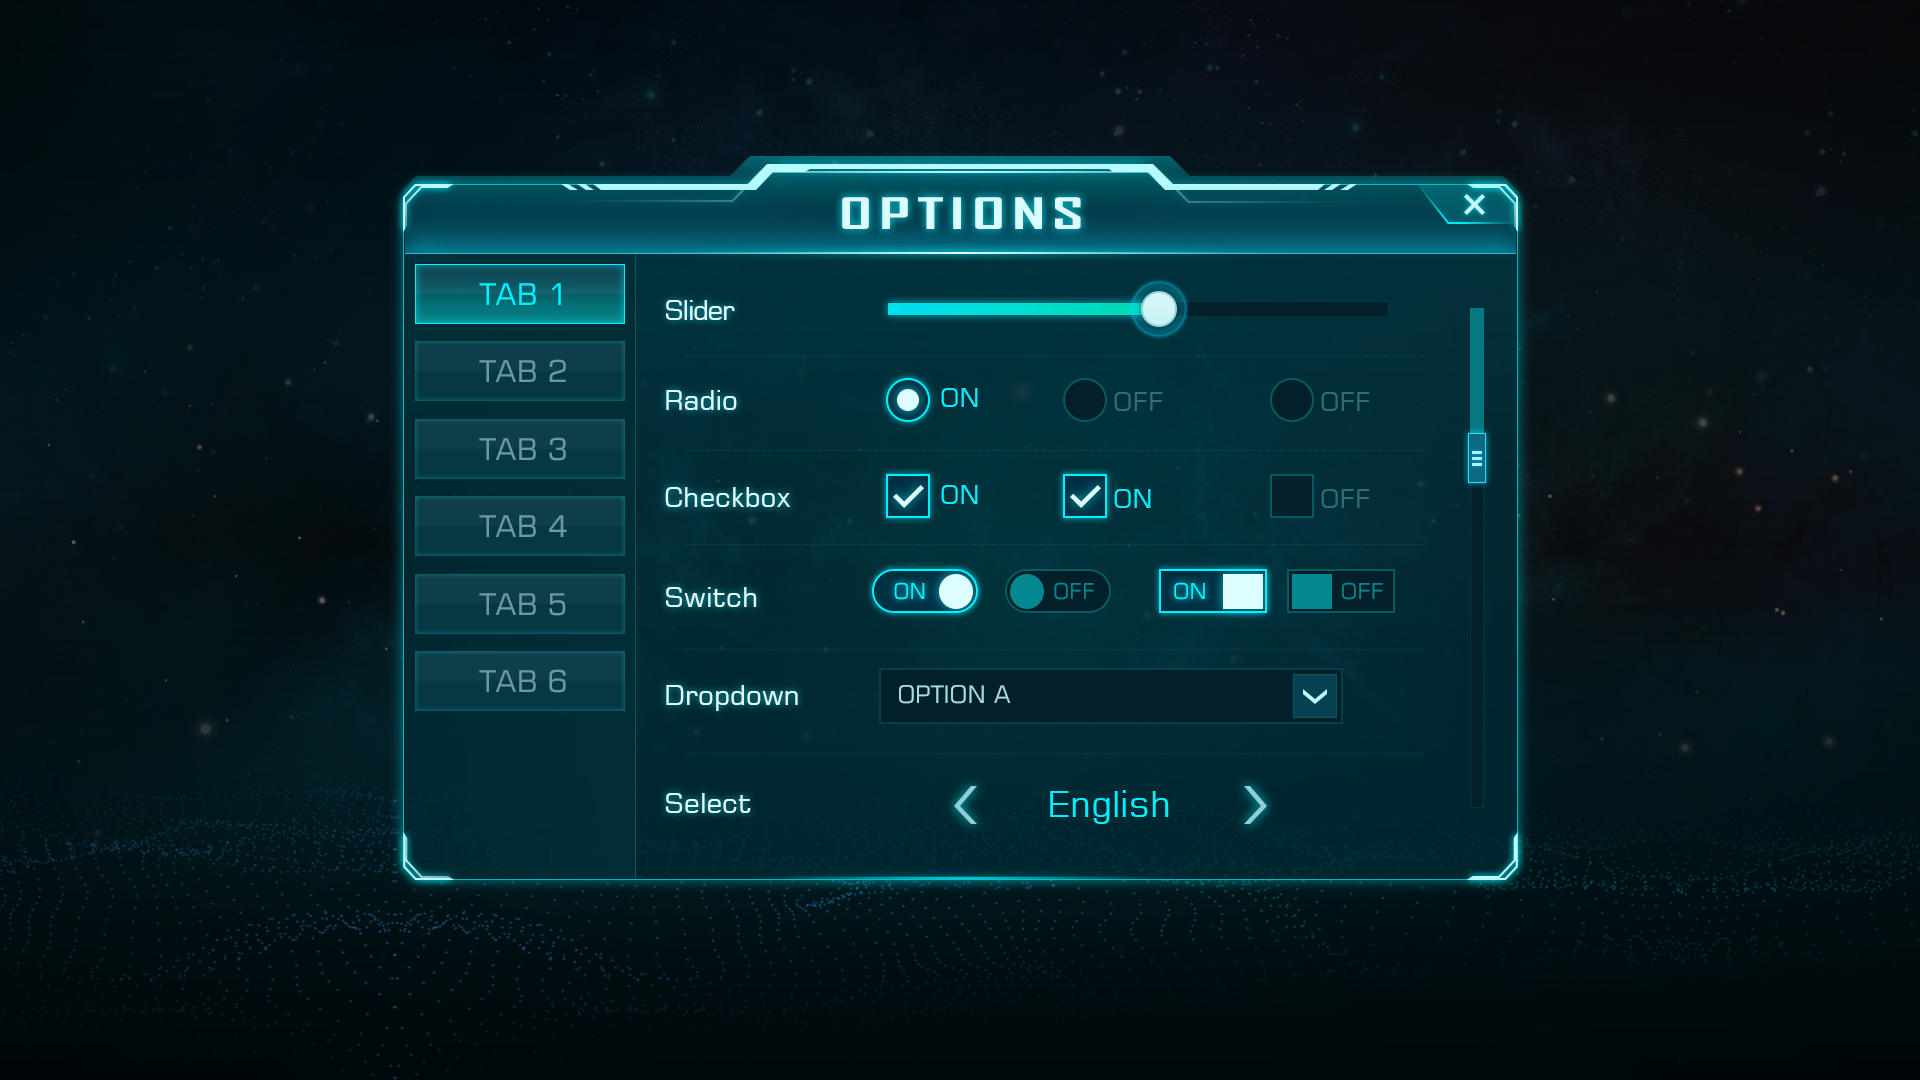 OPTIONS
TAB 1
TAB 2
TAB 3
TAB 4
TAB 5
TAB 6
Slider
Radio ON OFF OFF
Checkbox ON ON OFF
Switch ON OFF ON OFF
Dropdown OPTION A
Select English